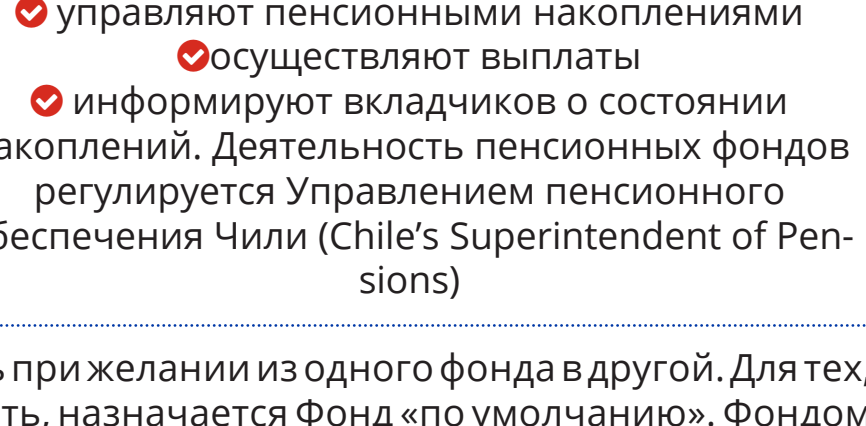 управляют пенсионными накоплениями
осуществляют выплаты
информируют вкладчиков о состоянии
акоплений. Деятельность пенсионных фондов
регулируется Управлением пенсионного
беспечения Чили (Chile’s Superintendent of Pen-
sions)
ь при желании из одного фонда в другой. Для тех,
ть, назначается Фонд «по умолчанию». Фондом